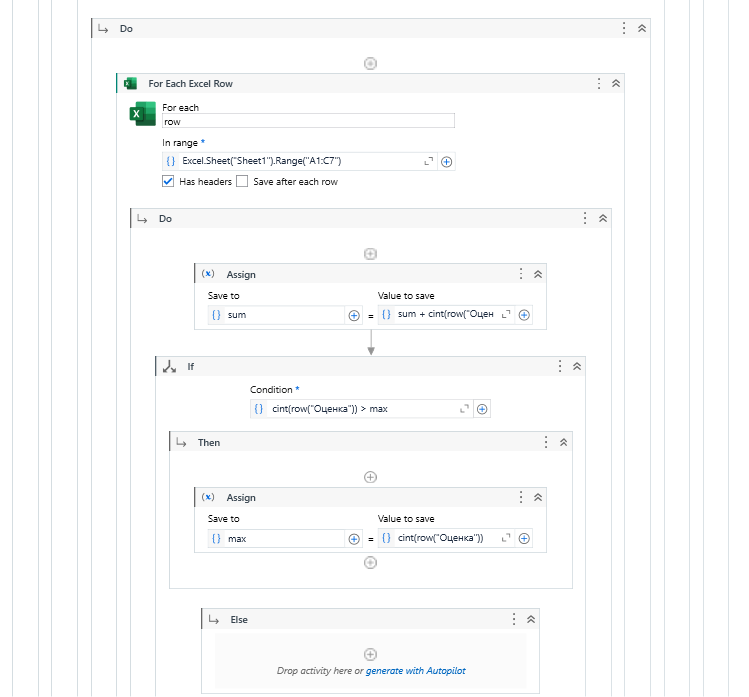 Do
For Each Excel Row
For each
row
In range *
Excel.Sheet("Sheet1").Range("A1:C7")
Has headers Save after each row
Do
(x) Assign
Save to Value to save
{} sum = {} sum + cint(row("Оцен
If
Condition *
{} cint(row("Оценка")) > max
Then
(x) Assign
Save to Value to save
{} max = {} cint(row("Оценка"))
Else
Drop activity here or generate with Autopilot